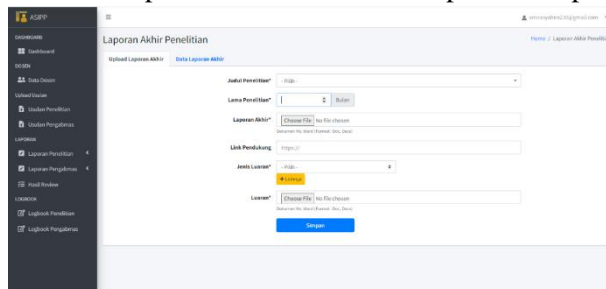 ASIPP
DASHBOARD
Dashboard
DOSEN
Data Dosen
Upload Usulan
Usulan Penelitian
Usulan Pengabmas
LAPORAN
Laporan Penelitian
Laporan Pengabmas
Hasil Review
LOGBOOK
Logbook Penelitian
Logbook Pengabmas
Laporan Akhir Penelitian
Home / Laporan Akhir Peneliti
Upload Laporan Akhir Data Laporan Akhir
Judul Penelitian* - Pilih -
Lama Penelitian* Bulan
Laporan Akhir* Choose File No file chosen
Link Pendukung https://
Jenis Luaran* - Pilih -
Luaran* Choose File No file chosen
Simpan